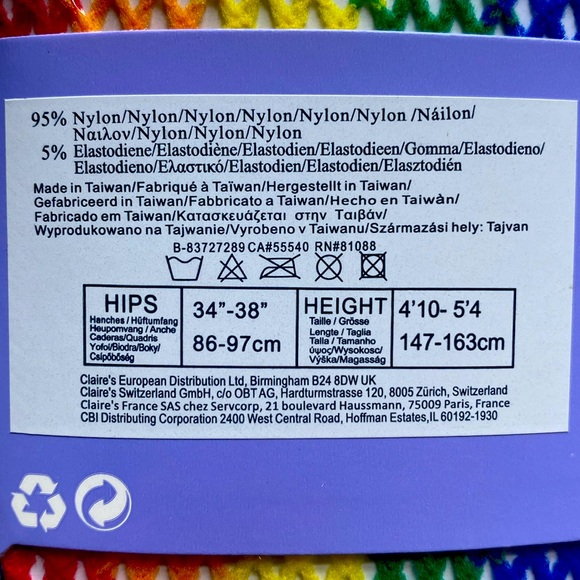 95% Nylon/Nylon/Nylon/Nylon/Nylon/Nylon /Náilon/
Ναιλον/Nylon/Nylon/Nylon
5% Elastodiene/Elastodiène/Elastodien/Elastodieen/Gomma/Elastodieno/
Elastodieno/Ελαστικό/Elastodien/Elastodien/Elasztodién
Made in Taiwan/Fabriqué à Taïwan/Hergestellt in Taiwan/
Gefabriceerd in Taiwan/Fabbricato a Taiwan/Hecho en Taiwàn/
Fabricado em Taiwan/Κατασκευάζεται στην Ταιβάν/
Wyprodukowano na Tajwanie/Vyrobeno v Taiwanu/Származási hely: Tajvan
B-83727289 CA#55540 RN#81088
HIPS
Hanches / Hüftumfang
Heupomvang / Anche
Caderas/Quadris
Yofoi/Biodra/Boky/
Csípőbőség
34"-38"
86-97cm
HEIGHT
Taille / Grösse
Lengte / Taglia
Talla / Tamanho
ύψος/Wysokosc/
Výška/Magasság
4'10- 5'4
147-163cm
Claire's European Distribution Ltd, Birmingham B24 8DW UK
Claire's Switzerland GmbH, c/o OBT AG, Hardturmstrasse 120, 8005 Zürich, Switzerland
Claire's France SAS chez Servcorp, 21 boulevard Haussmann, 75009 Paris, France
CBI Distributing Corporation 2400 West Central Road, Hoffman Estates,IL 60192-1930